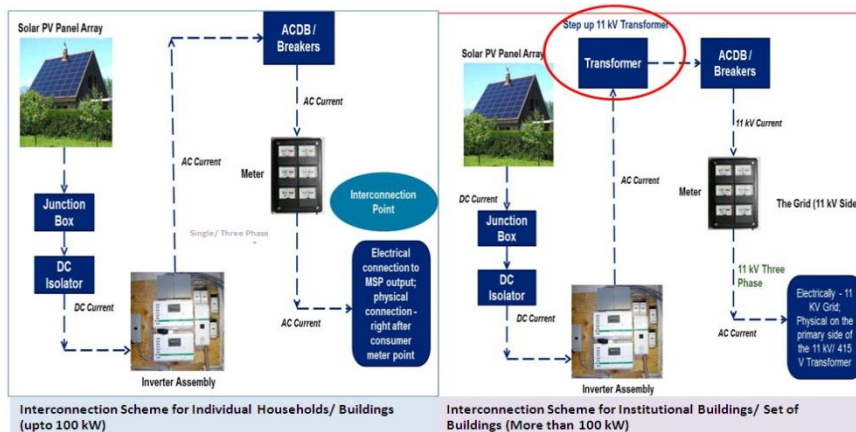 Solar PV Panel Array
ACDB /
Breakers
AC Current
AC Current
Meter
Interconnection
Point
Junction
Box
Single/ Three Phase
DC
Isolator
DC Current
AC Current
Electrical
connection to
MSP output;
physical
connection -
right after
consumer
meter point
Inverter Assembly
Interconnection Scheme for Individual Households/ Buildings
(upto 100 kW)
Step up 11 kV Transformer
Solar PV Panel Array
Transformer
ACDB /
Breakers
11 kV Current
AC Current
Meter
The Grid (11 kV Side
DC Current
Junction
Box
DC
Isolator
DC Current
11 kV Three
Phase
AC Current
Electrically - 11
KV Grid;
Physical on the
primary side of
the 11 kV/ 415
V Transformer
Inverter Assembly
Interconnection Scheme for Institutional Buildings/ Set of
Buildings (More than 100 kW)